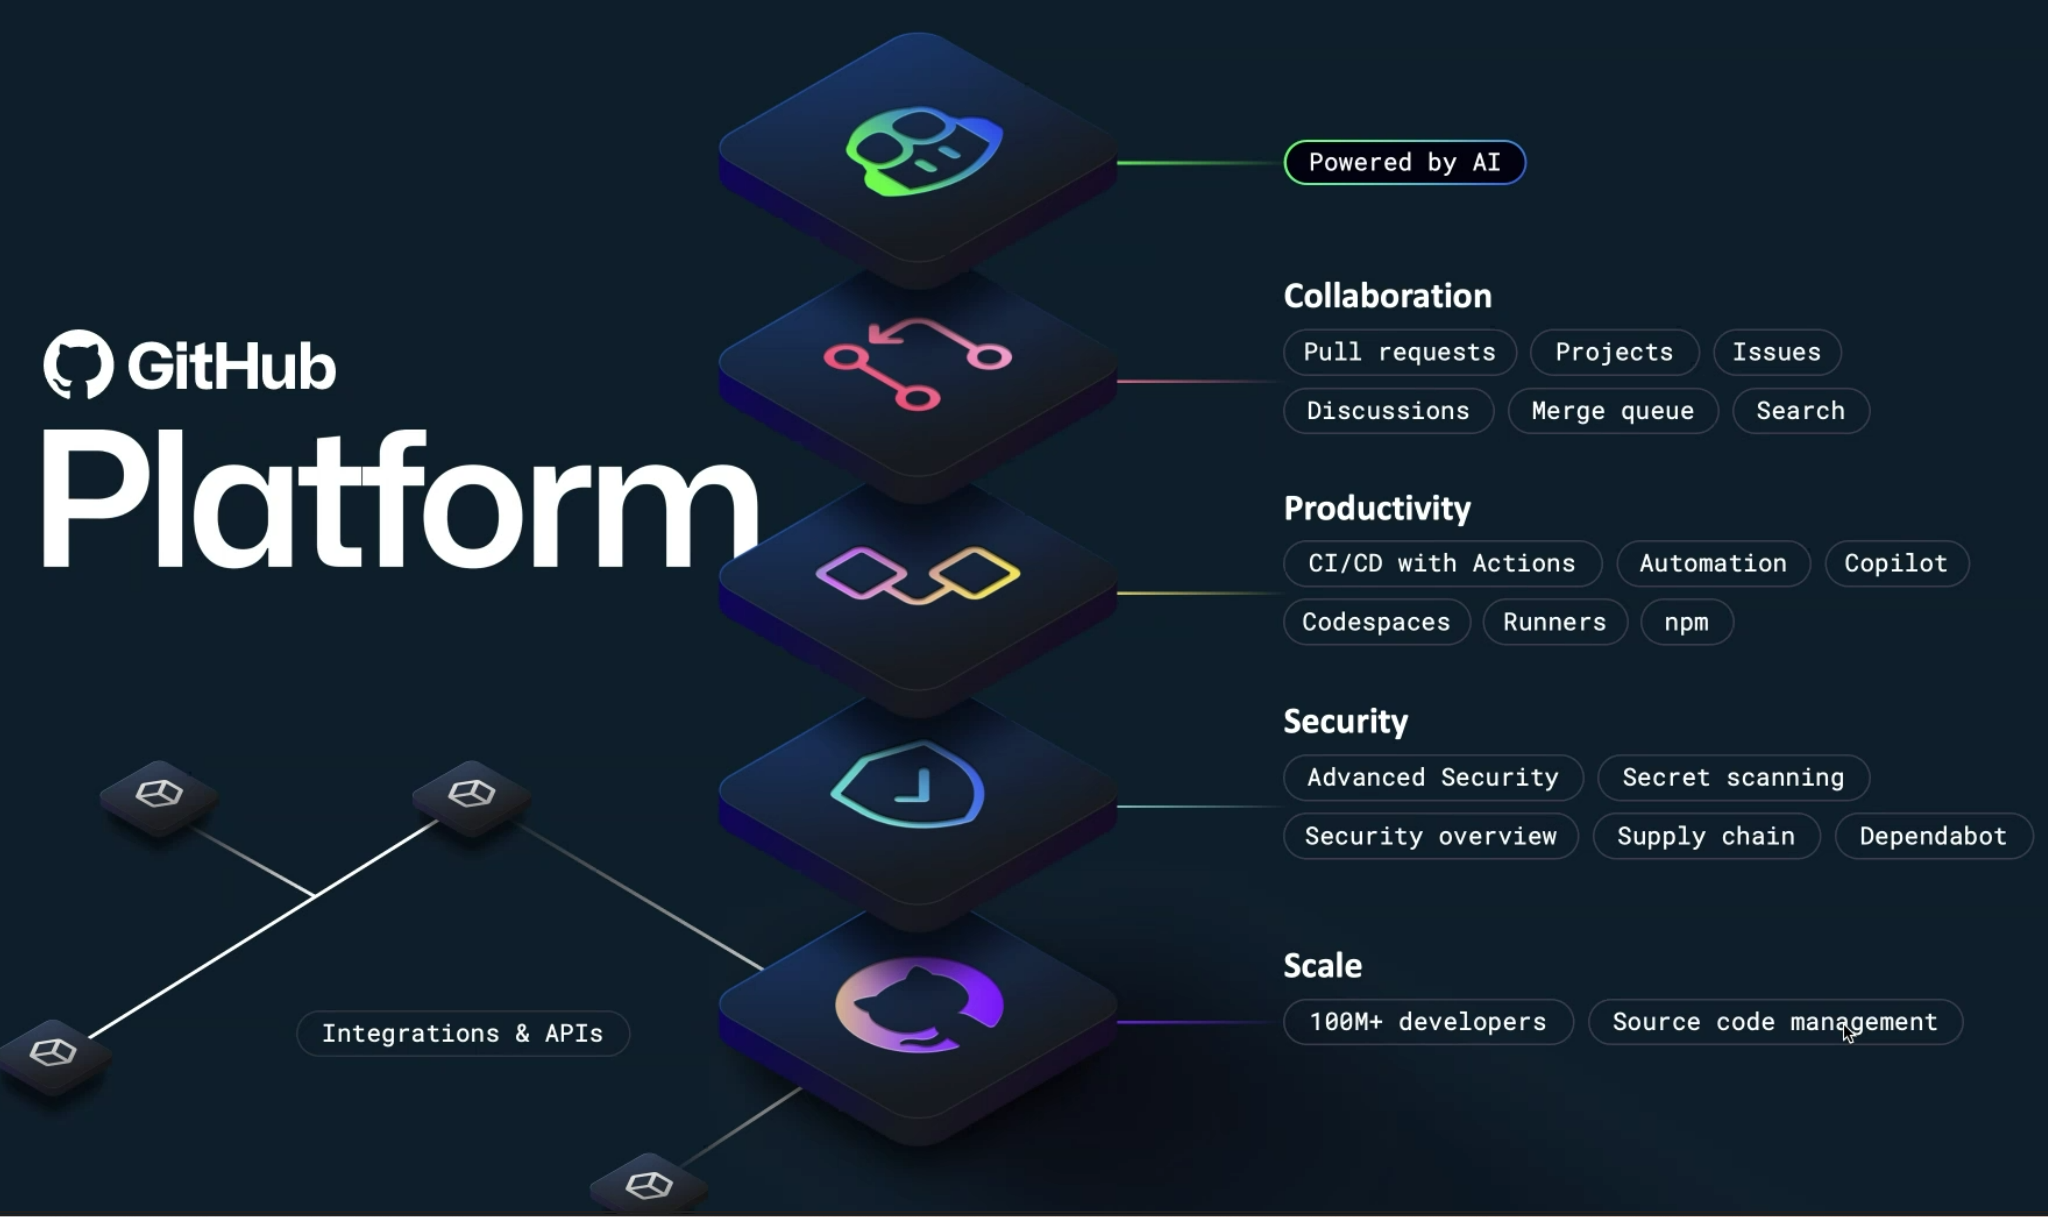 GitHub
Platform
Powered by AI
Collaboration
Pull requests Projects Issues
Discussions Merge queue Search
Productivity
CI/CD with Actions Automation Copilot
Codespaces Runners npm
Security
Advanced Security Secret scanning
Security overview Supply chain Dependabot
Scale
100M+ developers Source code management
Integrations & APIs